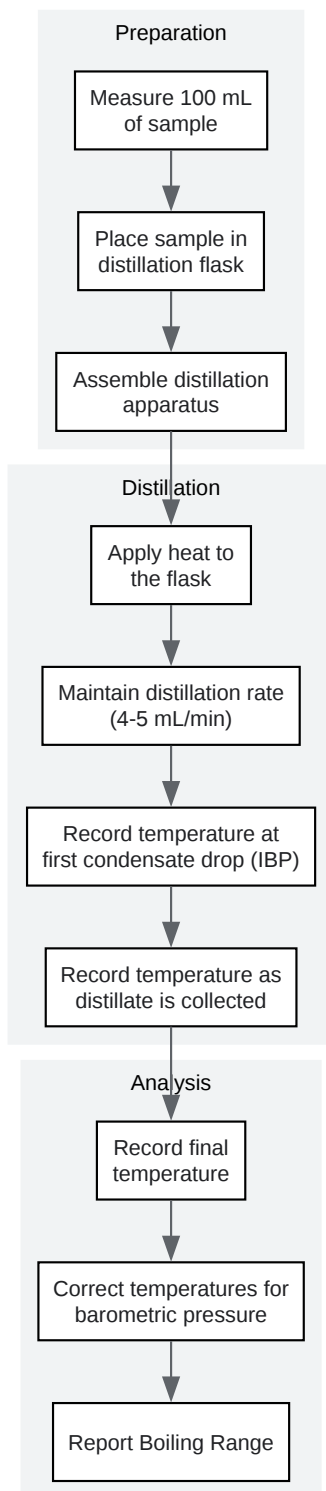 Preparation
Measure 100 mL
of sample
Place sample in
distillation flask
Assemble distillation
apparatus
Distillation
Apply heat to
the flask
Maintain distillation rate
(4-5 mL/min)
Record temperature at
first condensate drop (IBP)
Record temperature as
distillate is collected
Analysis
Record final
temperature
Correct temperatures for
barometric pressure
Report Boiling Range